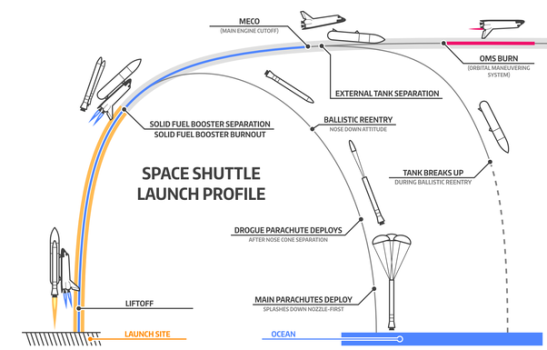 MECO
(MAIN ENGINE CUTOFF)
OMS BURN
(ORBITAL MANEUVERING
SYSTEM)
EXTERNAL TANK SEPARATION
SOLID FUEL BOOSTER SEPARATION
SOLID FUEL BOOSTER BURNOUT
BALLISTIC REENTRY
NOSE DOWN ATTITUDE
SPACE SHUTTLE
LAUNCH PROFILE
TANK BREAKS UP
DURING BALLISTIC REENTRY
DROGUE PARACHUTE DEPLOYS
AFTER NOSE CONE SEPARATION
MAIN PARACHUTES DEPLOY
SPLASHES DOWN NOZZLE-FIRST
LIFTOFF
LAUNCH SITE
OCEAN